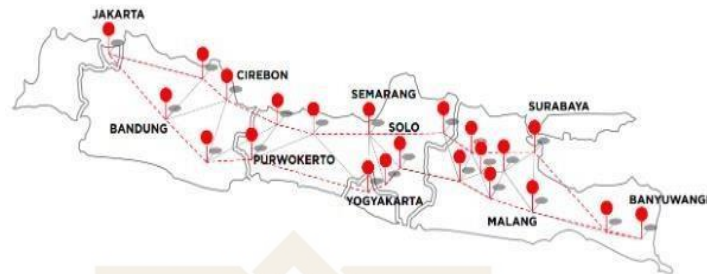 JAKARTA
CIREBON
BANDUNG
SEMARANG
SURABAYA
SOLO
PURWOKERTO
YOGYAKARTA
MALANG
BANYUWANGI